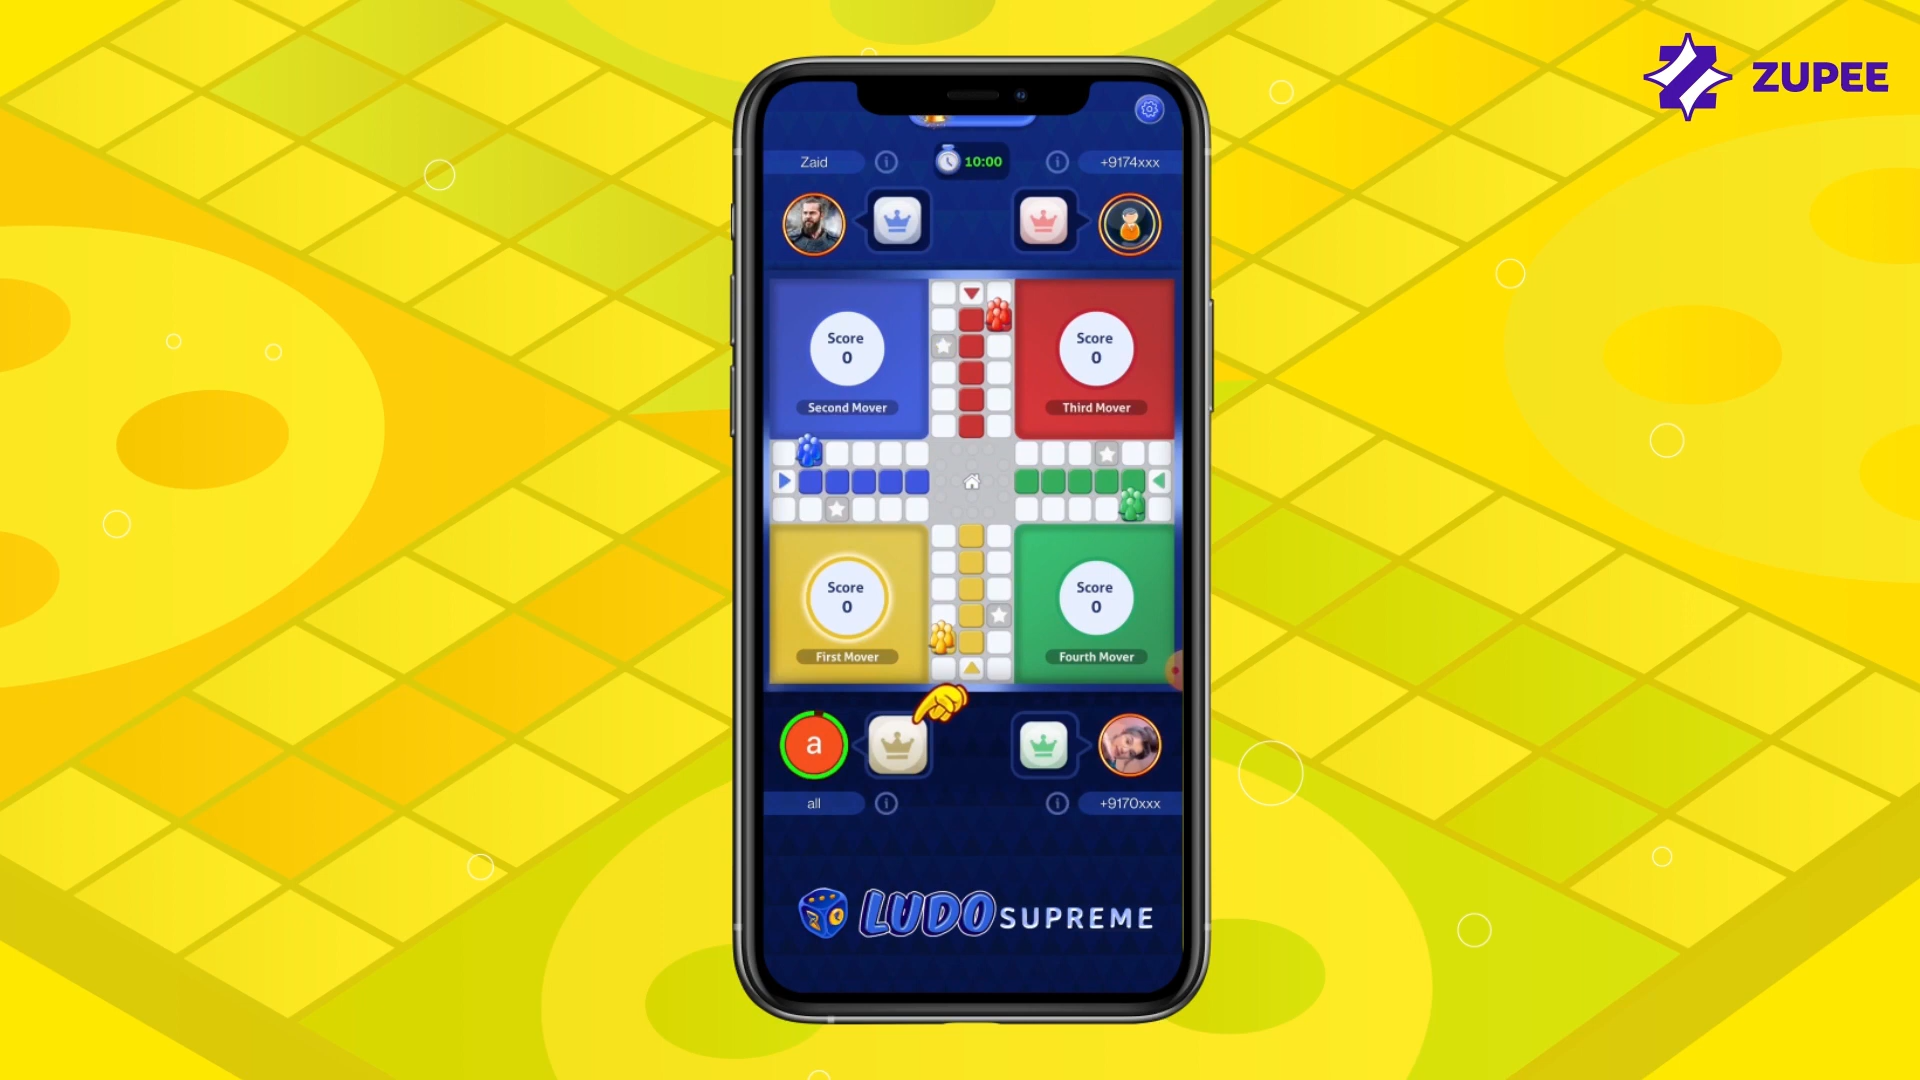 ZUPEE
Zaid
10:00
+9174xxx
Score
0
Second Mover
Score
0
Third Mover
Score
0
First Mover
Score
0
Fourth Mover
a
all
+9170xxx
LUDO SUPREME